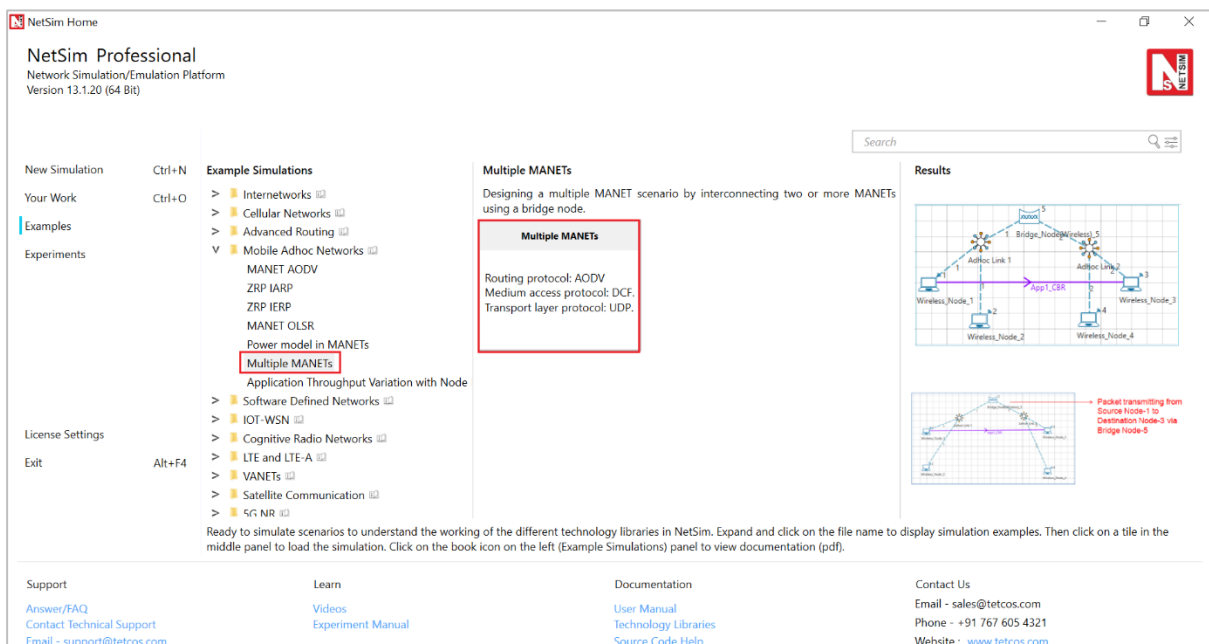 NetSim Home
NetSim Professional
Network Simulation/Emulation Platform
Version 13.1.20 (64 Bit)
NETSIM
Search
New Simulation Ctrl+N
Your Work Ctrl+O
Examples
Experiments
License Settings
Exit Alt+F4
Example Simulations
> Internetworks
> Cellular Networks
> Advanced Routing
v Mobile Adhoc Networks
MANET AODV
ZRP IARP
ZRP IERP
MANET OLSR
Power model in MANETs
Multiple MANETs
Application Throughput Variation with Node
> Software Defined Networks
> IOT-WSN
> Cognitive Radio Networks
> LTE and LTE-A
> VANETs
> Satellite Communication
> 5G NR
Multiple MANETs
Designing a multiple MANET scenario by interconnecting two or more MANETs
using a bridge node.
Multiple MANETs
Routing protocol: AODV
Medium access protocol: DCF.
Transport layer protocol: UDP.
Results
5
1 Bridge_Node(Wireless)_5
Adhoc Link 1
Adhoc Link 2
1
1
3
App1_CBR
Wireless_Node_1
Wireless_Node_3
2
4
Wireless_Node_2
Wireless_Node_4
Packet transmitting from
Source Node-1 to
Destination Node-3 via
Bridge Node-5
Ready to simulate scenarios to understand the working of the different technology libraries in NetSim. Expand and click on the file name to display simulation examples. Then click on a tile in the
middle panel to load the simulation. Click on the book icon on the left (Example Simulations) panel to view documentation (pdf).
Support
Answer/FAQ
Contact Technical Support
Email - support@tetcos.com
Learn
Videos
Experiment Manual
Documentation
User Manual
Technology Libraries
Source Code Help
Contact Us
Email - sales@tetcos.com
Phone - +91 767 605 4321
Website : www.tetcos.com